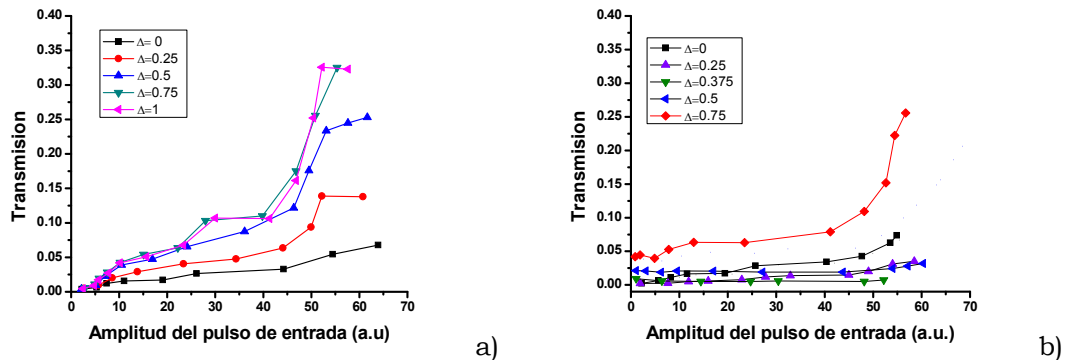 0.40
0.35
0.30
0.25
0.20
0.15
0.10
0.05
0.00
Transmision
Δ= 0
Δ=0.25
Δ=0.5
Δ=0.75
Δ=1
0 10 20 30 40 50 60 70
Amplitud del pulso de entrada (a.u)
a)
0.40
0.35
0.30
0.25
0.20
0.15
0.10
0.05
0.00
Transmision
Δ=0
Δ=0.25
Δ=0.375
Δ=0.5
Δ=0.75
0 10 20 30 40 50 60 70
Amplitud del pulso de entrada (a.u.)
b)